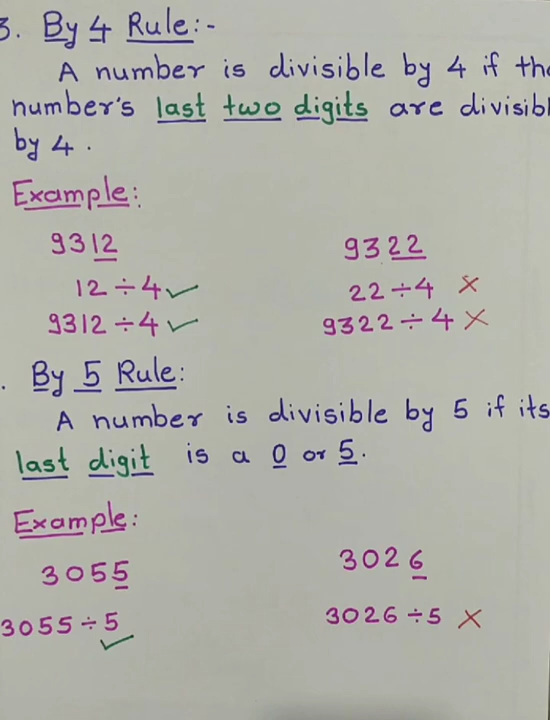 3. By 4 Rule:-
A number is divisible by 4 if the
number's last two digits are divisibl
by 4.
Example:
9312 9322
12÷4✓ 22÷4 ×
9312÷4✓ 9322÷4 ×
. By 5 Rule:
A number is divisible by 5 if its
last digit is a 0 or 5.
Example:
3055 3026
3055÷5 ✓ 3026÷5 ×